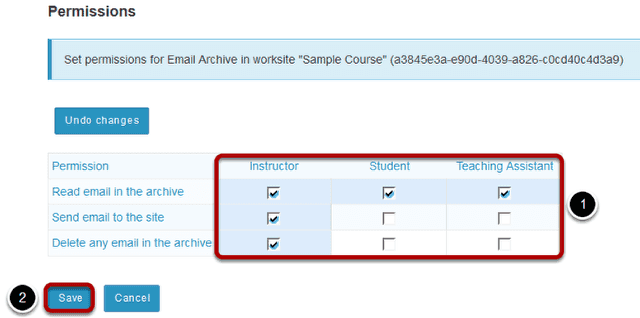 Permissions
Set permissions for Email Archive in worksite "Sample Course" (a3845e3a-e90d-4039-a826-c0cd40c4d3a9)
Undo changes
Permission Instructor Student Teaching Assistant
Read email in the archive
Send email to the site
1
Delete any email in the archive
2 Save Cancel